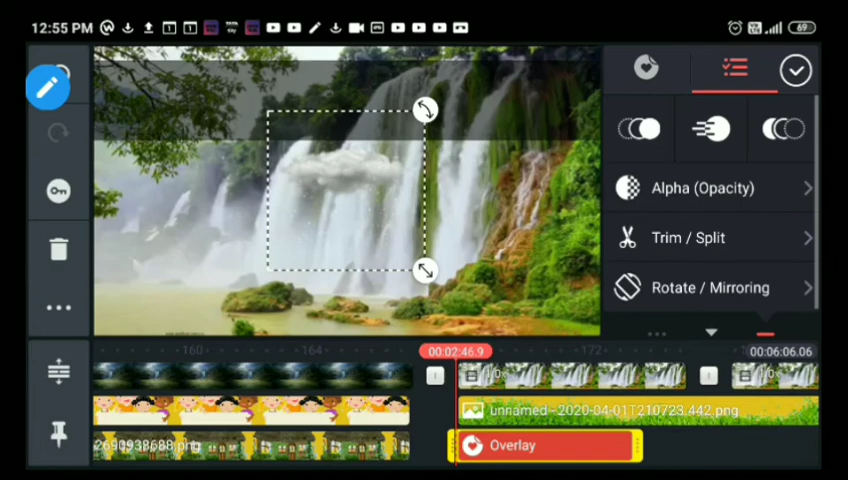 12:55 PM
69
Alpha (Opacity)
Trim / Split
Rotate / Mirroring
160
164
00:02:46.9
172
00:06:06.06
unnamed--2020-04-01T210723.442.png
2690938688.png
Overlay